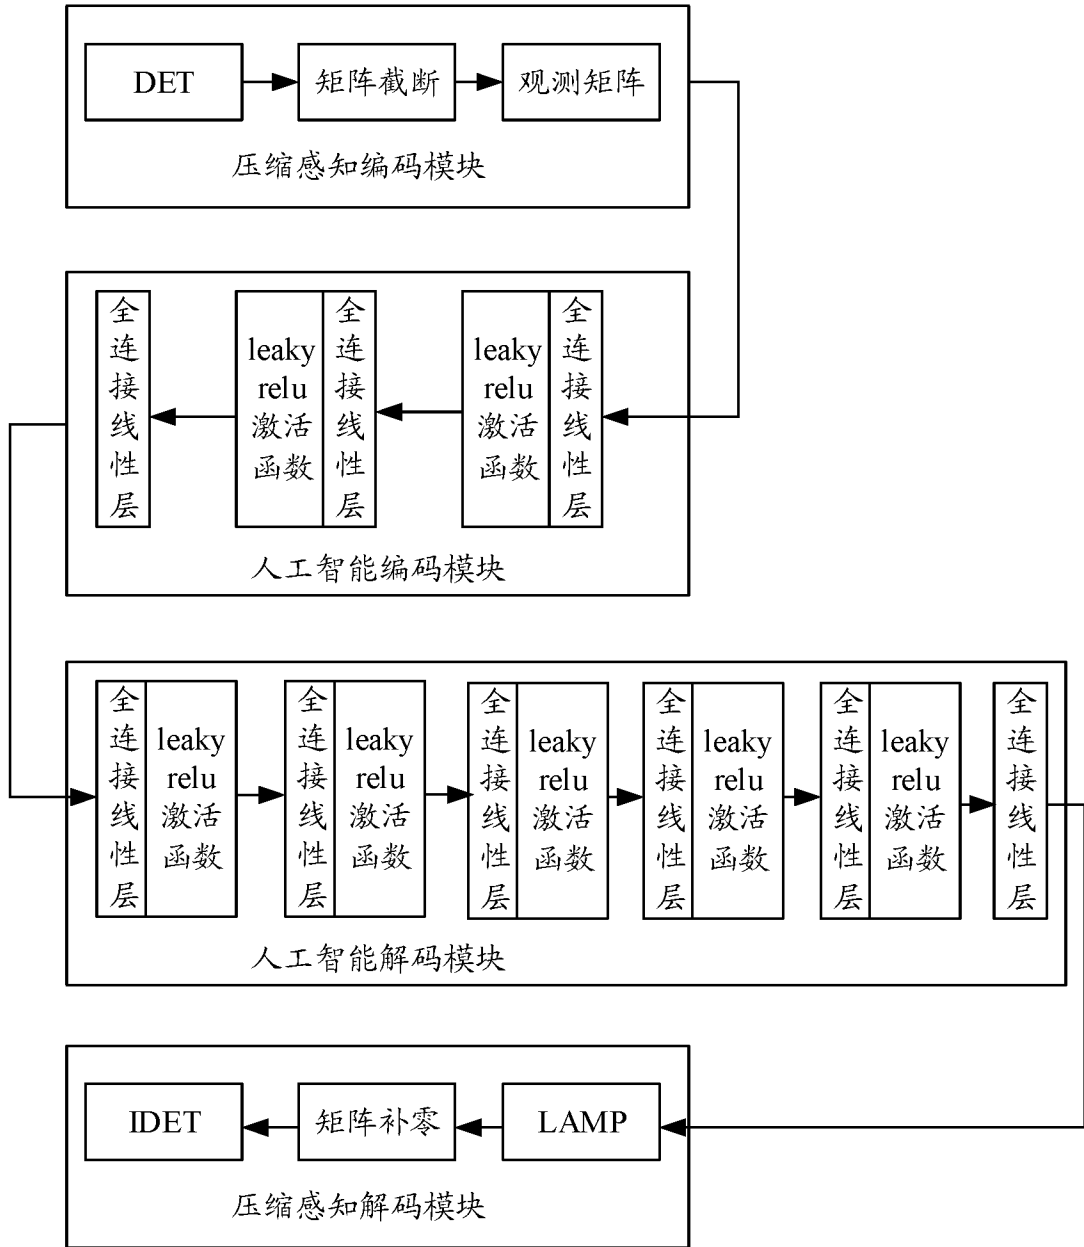 DET
矩阵截断
观测矩阵
压缩感知编码模块
全连接线性层
leaky
relu
激活
函数
全连接线性层
leaky
relu
激活
函数
全连接线性层
人工智能编码模块
全连接线性层
leaky
relu
激活
函数
全连接线性层
leaky
relu
激活
函数
全连接线性层
leaky
relu
激活
函数
全连接线性层
leaky
relu
激活
函数
全连接线性层
leaky
relu
激活
函数
全连接线性层
人工智能解码模块
IDET
矩阵补零
LAMP
压缩感知解码模块